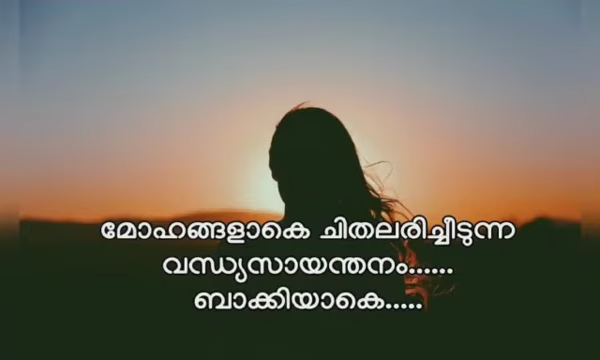 മോഹങ്ങളാകെ ചിതലരിച്ചീടുന്ന
വന്ധ്യസായന്തനം......
ബാക്കിയാകെ.....